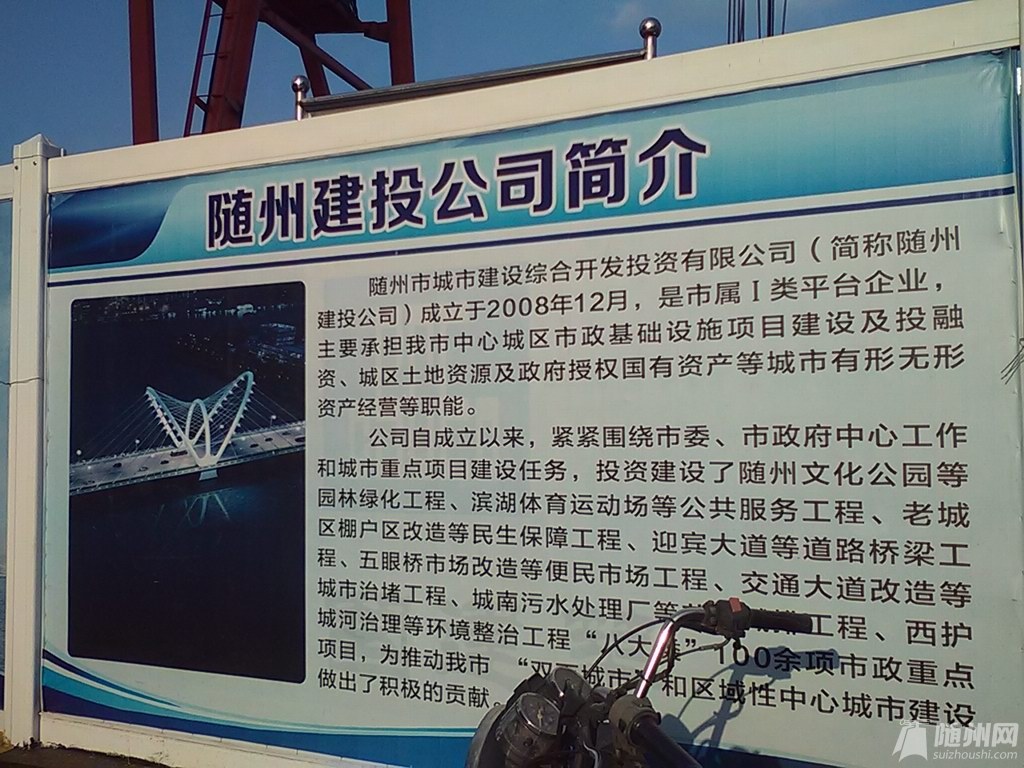 随州建投公司简介
随州市城市建设综合开发投资有限公司（简称随州
建投公司）成立于2008年12月，是市属Ⅰ类平台企业，
主要承担我市中心城区市政基础设施项目建设及投融
资、城区土地资源及政府授权国有资产等城市有形无形
资产经营等职能。
公司自成立以来，紧紧围绕市委、市政府中心工作
和城市重点项目建设任务，投资建设了随州文化公园等
园林绿化工程、滨湖体育运动场等公共服务工程、老城
区棚户区改造等民生保障工程、迎宾大道等道路桥梁工
程、五眼桥市场改造等便民市场工程、交通大道改造等
城市治堵工程、城南污水处理厂等 工程、西护
城河治理等环境整治工程“八大 ”100余项市政重点
项目，为推动我市“双 城市”和区域性中心城市建设
做出了积极的贡献
随州网
suizhoushi.com